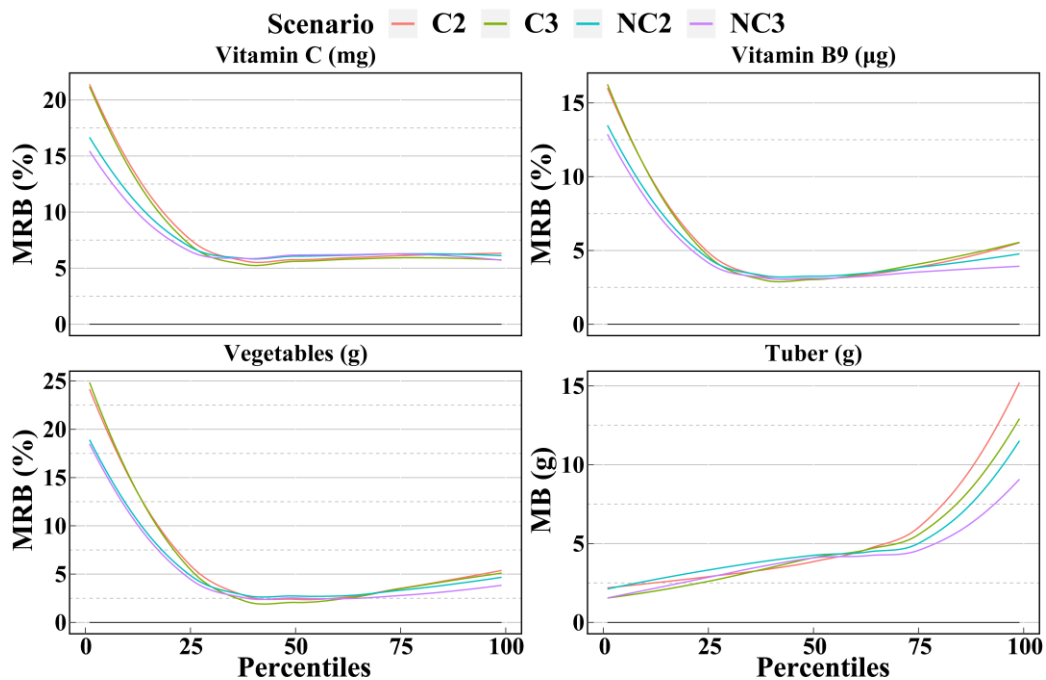 Scenario C2 C3 NC2 NC3
Vitamin C (mg)
Vitamin B9 (μg)
MRB (%)
20
15
10
5
0
MRB (%)
15
10
5
0
Vegetables (g)
Tuber (g)
MRB (%)
25
20
15
10
5
0
MB (g)
15
10
5
0
0 25 50 75 100
Percentiles
0 25 50 75 100
Percentiles